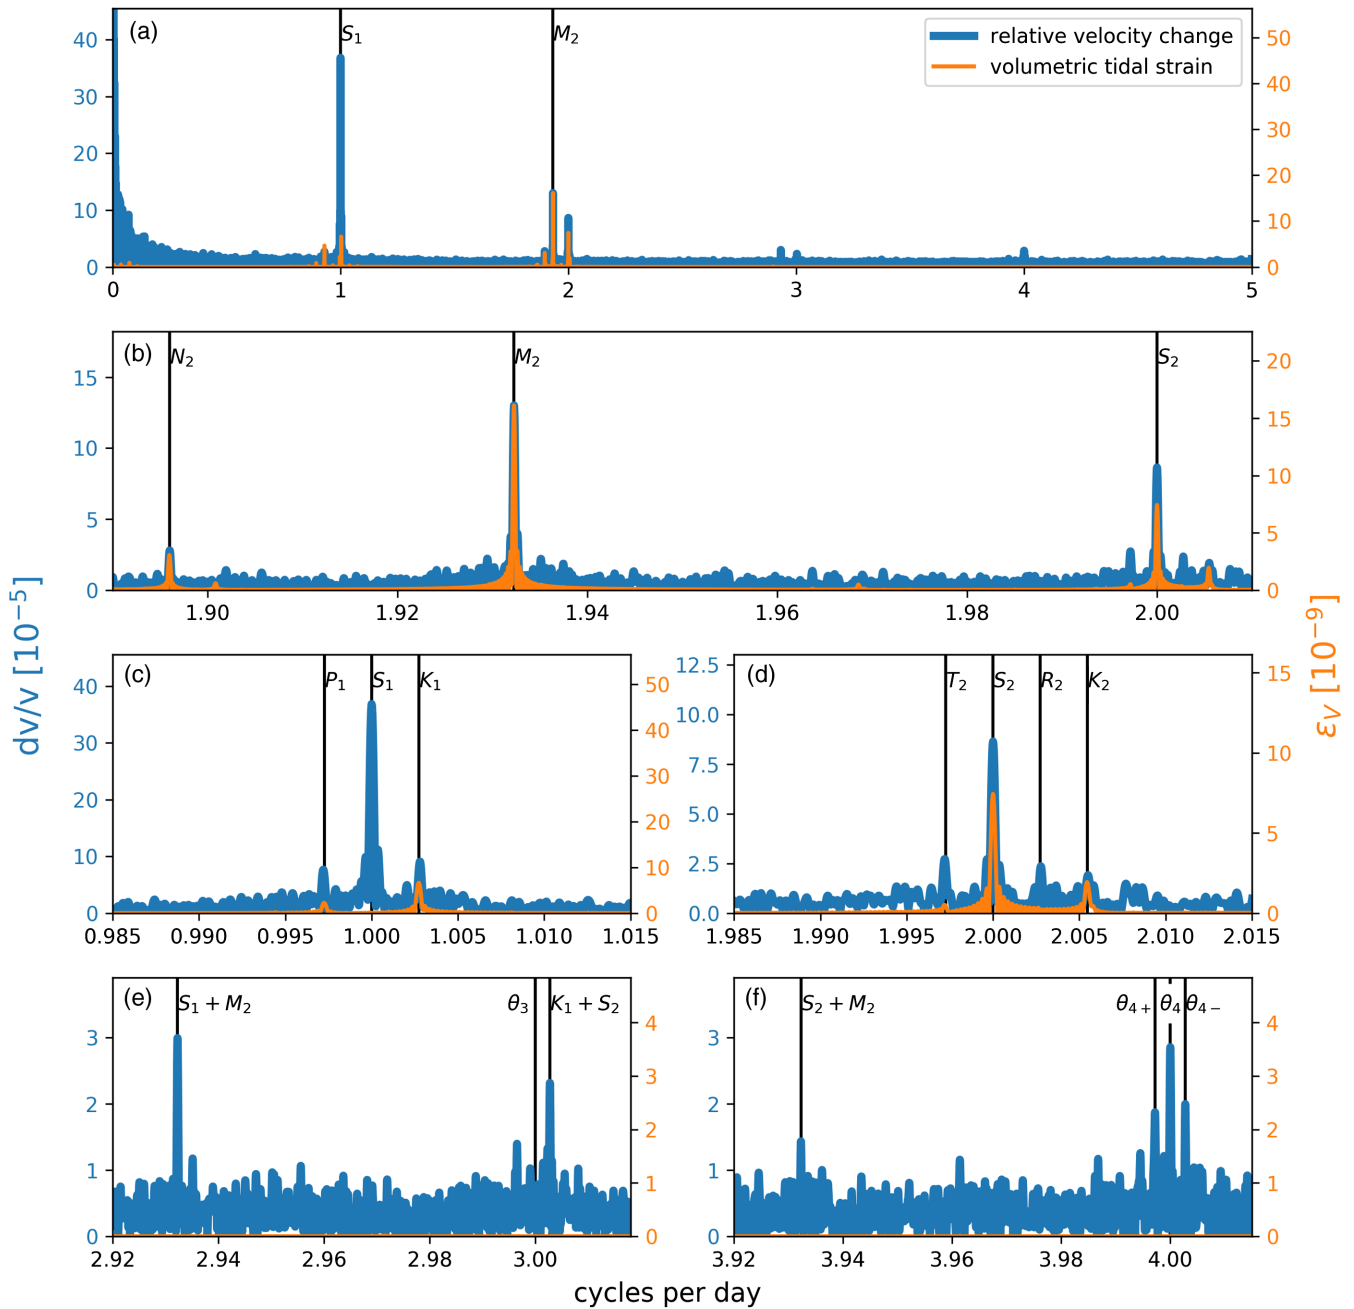 (a)
S₁
M₂
relative velocity change
volumetric tidal strain
40
30
20
10
0
50
40
30
20
10
0
0 1 2 3 4 5
(b)
N₂
M₂
S₂
15
10
5
0
20
15
10
5
0
1.90 1.92 1.94 1.96 1.98 2.00
dv/v [10⁻⁵]
εᵥ [10⁻⁹]
(c)
P₁ S₁ K₁
40
30
20
10
0
50
40
30
20
10
0
0.985 0.990 0.995 1.000 1.005 1.010 1.015
(d)
T₂ S₂ R₂ K₂
12.5
10.0
7.5
5.0
2.5
0.0
15
10
5
0
1.985 1.990 1.995 2.000 2.005 2.010 2.015
(e)
S₁ + M₂
θ₃
K₁ + S₂
3
2
1
0
4
3
2
1
0
2.92 2.94 2.96 2.98 3.00
(f)
S₂ + M₂
θ₄₊ θ₄ θ₄₋
3
2
1
0
4
3
2
1
0
3.92 3.94 3.96 3.98 4.00
cycles per day